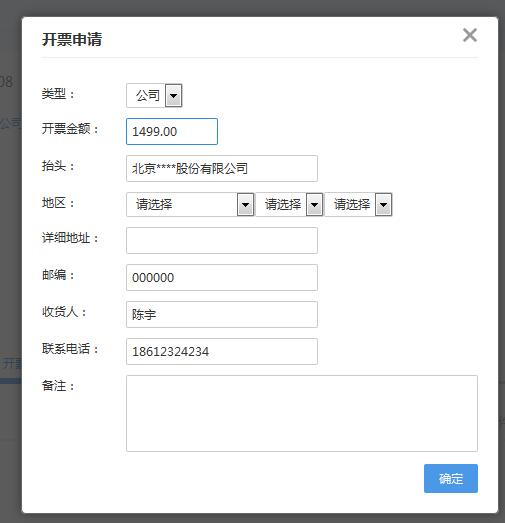 开票申请
08
类型： 公司
公司
开票金额： 1499.00
抬头： 北京****股份有限公司
地区： 请选择 请选择 请选择
详细地址：
邮编： 000000
收货人： 陈宇
联系电话： 18612324234
开票
备注：
确定